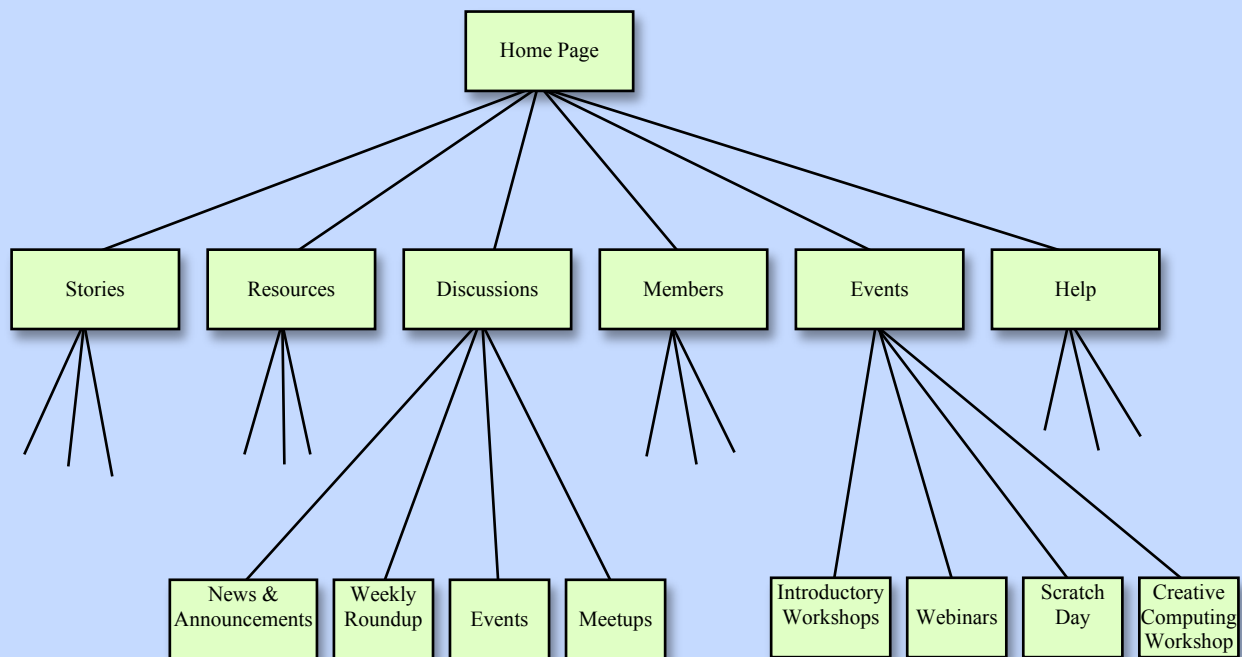 Home Page
Stories
Resources
Discussions
Members
Events
Help
News &
Announcements
Weekly
Roundup
Events
Meetups
Introductory
Workshops
Webinars
Scratch
Day
Creative
Computing
Workshop